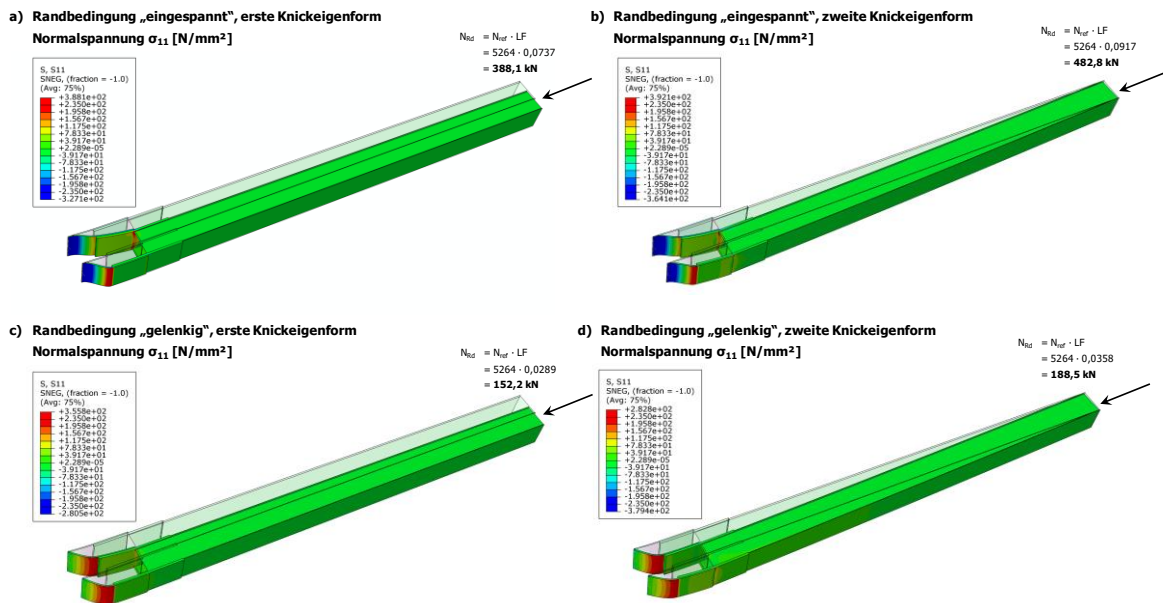 a) Randbedingung „eingespannt“, erste Knickeigenform
Normalspannung σ11 [N/mm²]
NRd = Nref · LF
= 5264 · 0,0737
= 388,1 kN
S, S11
SNEG, (fraction = -1.0)
(Avg: 75%)
+3.881e+02
+2.350e+02
+1.958e+02
+1.567e+02
+1.175e+02
+7.833e+01
+3.917e+01
+2.289e-05
-3.917e+01
-7.833e+01
-1.175e+02
-1.567e+02
-1.958e+02
-2.350e+02
-3.271e+02
b) Randbedingung „eingespannt“, zweite Knickeigenform
Normalspannung σ11 [N/mm²]
NRd = Nref · LF
= 5264 · 0,0917
= 482,8 kN
S, S11
SNEG, (fraction = -1.0)
(Avg: 75%)
+3.921e+02
+2.350e+02
+1.958e+02
+1.567e+02
+1.175e+02
+7.833e+01
+3.917e+01
+2.289e-05
-3.917e+01
-7.833e+01
-1.175e+02
-1.567e+02
-1.958e+02
-2.350e+02
-3.641e+02
c) Randbedingung „gelenkig“, erste Knickeigenform
Normalspannung σ11 [N/mm²]
NRd = Nref · LF
= 5264 · 0,0289
= 152,2 kN
S, S11
SNEG, (fraction = -1.0)
(Avg: 75%)
+3.558e+02
+2.350e+02
+1.958e+02
+1.567e+02
+1.175e+02
+7.833e+01
+3.917e+01
+2.289e-05
-3.917e+01
-7.833e+01
-1.175e+02
-1.567e+02
-1.958e+02
-2.350e+02
-2.805e+02
d) Randbedingung „gelenkig“, zweite Knickeigenform
Normalspannung σ11 [N/mm²]
NRd = Nref · LF
= 5264 · 0,0358
= 188,5 kN
S, S11
SNEG, (fraction = -1.0)
(Avg: 75%)
+2.828e+02
+2.350e+02
+1.958e+02
+1.567e+02
+1.175e+02
+7.833e+01
+3.917e+01
+2.289e-05
-3.917e+01
-7.833e+01
-1.175e+02
-1.567e+02
-1.958e+02
-2.350e+02
-3.794e+02